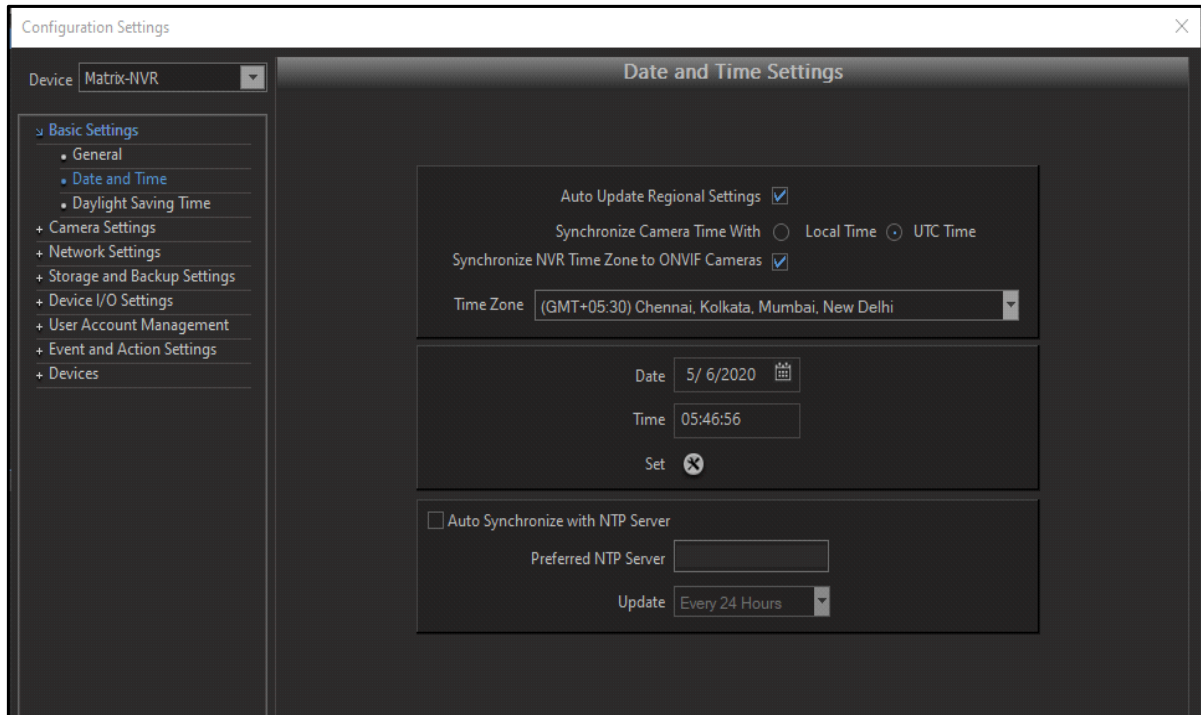 Configuration Settings
Device Matrix-NVR
Date and Time Settings
Basic Settings
General
Date and Time
Daylight Saving Time
+ Camera Settings
+ Network Settings
+ Storage and Backup Settings
+ Device I/O Settings
+ User Account Management
+ Event and Action Settings
+ Devices
Auto Update Regional Settings
Synchronize Camera Time With Local Time UTC Time
Synchronize NVR Time Zone to ONVIF Cameras
Time Zone (GMT+05:30) Chennai, Kolkata, Mumbai, New Delhi
Date 5/ 6/2020
Time 05:46:56
Set
Auto Synchronize with NTP Server
Preferred NTP Server
Update Every 24 Hours